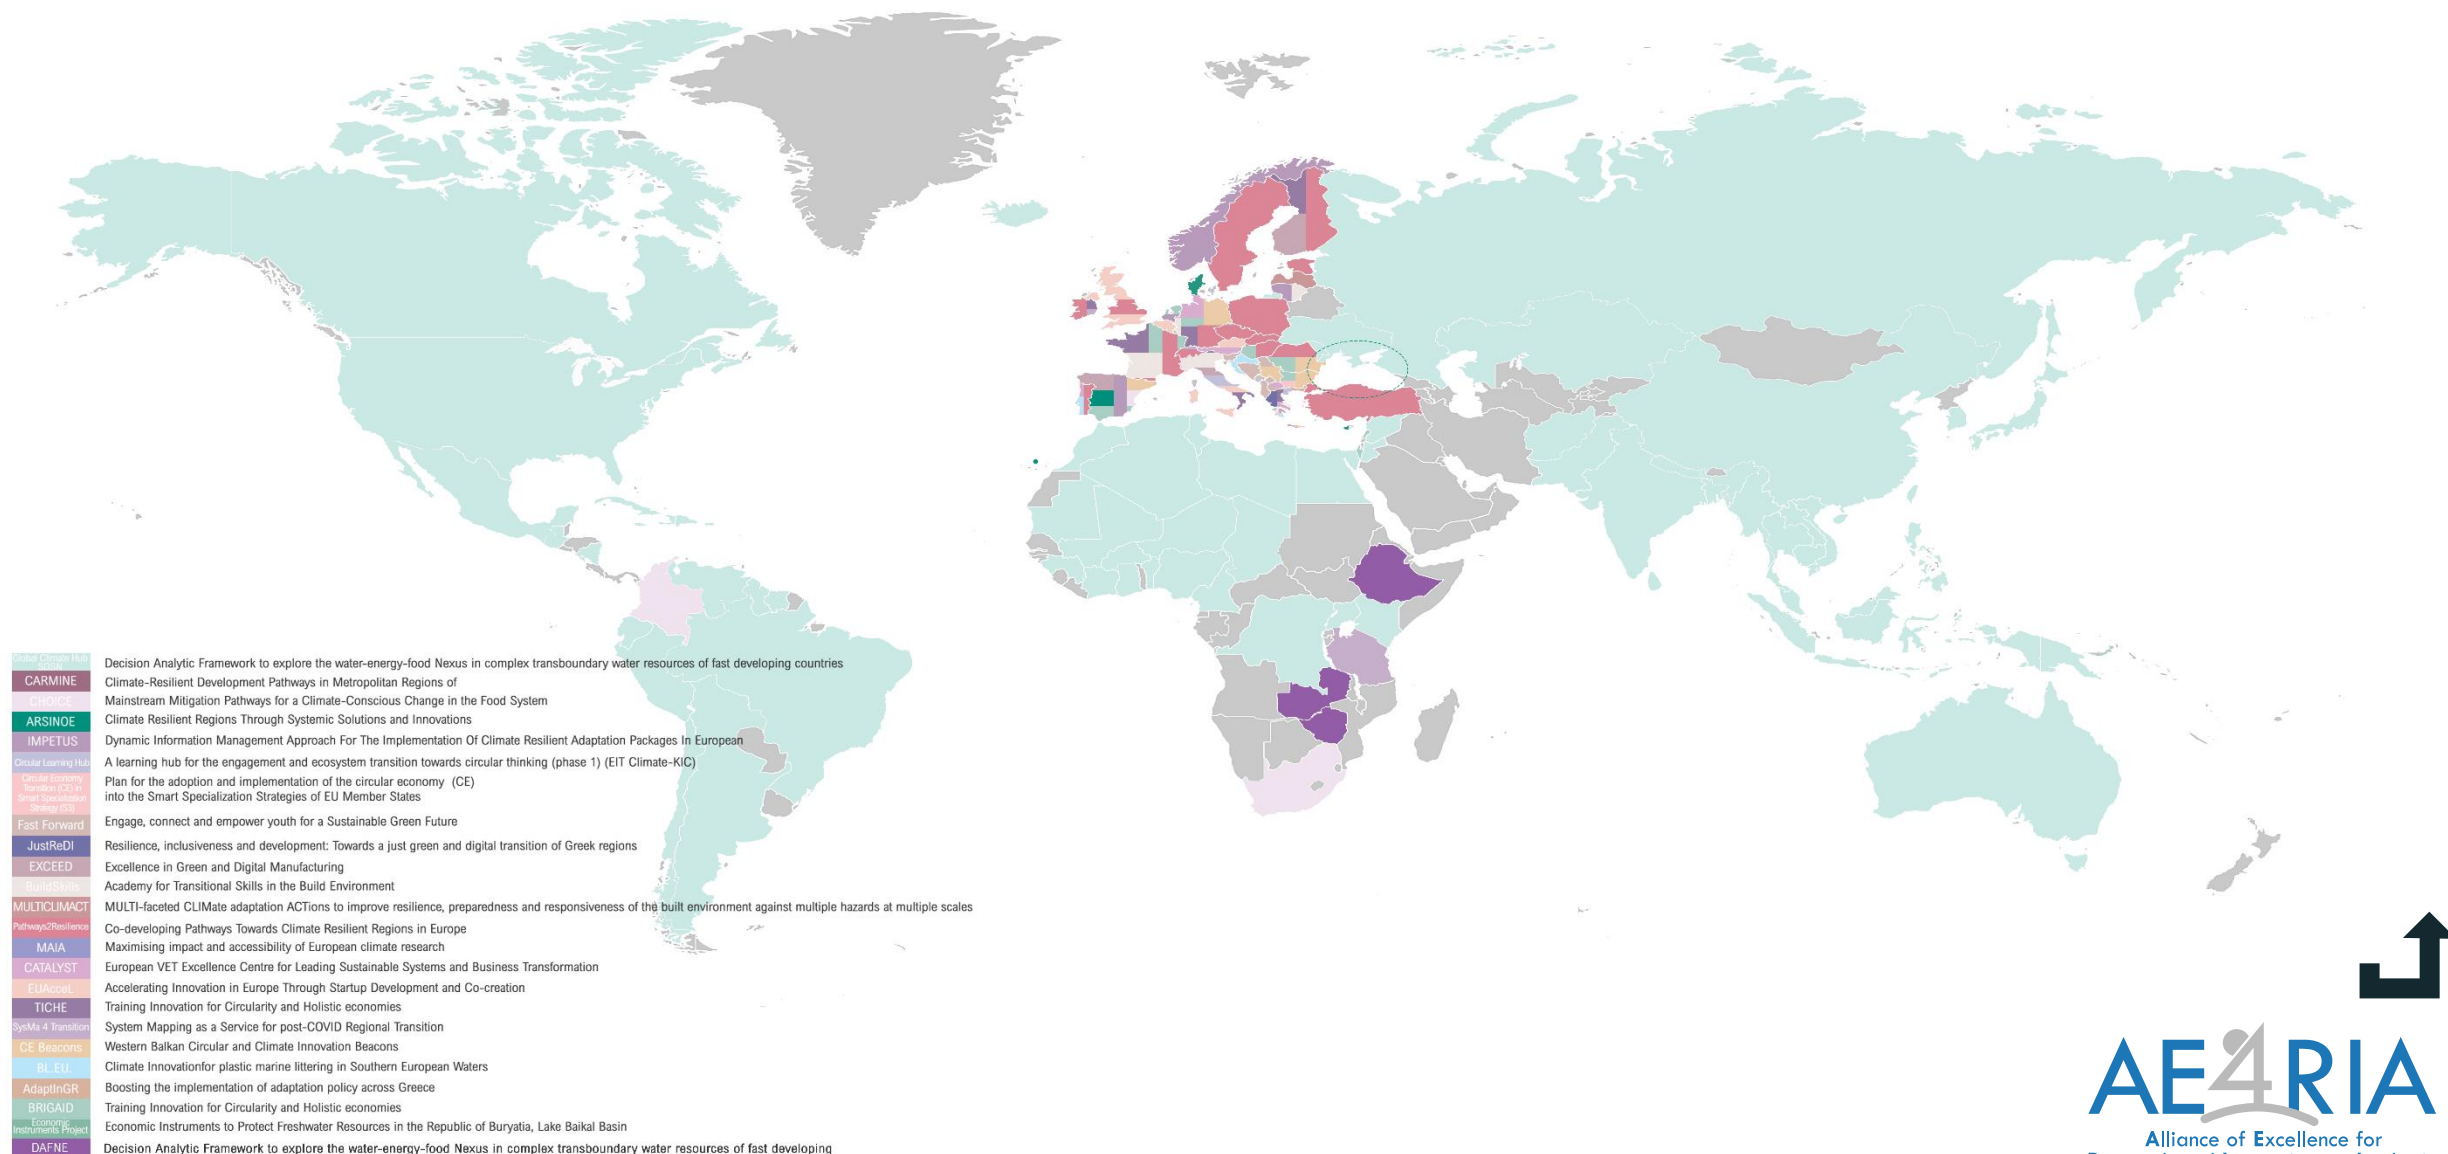 Global Climate Hub
SDSN
Decision Analytic Framework to explore the water-energy-food Nexus in complex transboundary water resources of fast developing countries
CARMINE
Climate-Resilient Development Pathways in Metropolitan Regions of
CHOICE
Mainstream Mitigation Pathways for a Climate-Conscious Change in the Food System
ARSINOE
Climate Resilient Regions Through Systemic Solutions and Innovations
IMPETUS
Dynamic Information Management Approach For The Implementation Of Climate Resilient Adaptation Packages In European
Circular Learning Hub
A learning hub for the engagement and ecosystem transition towards circular thinking (phase 1) (EIT Climate-KIC)
Circular Economy
Transition (CE) in
Smart Specialization
Strategy (S3)
Plan for the adoption and implementation of the circular economy (CE)
into the Smart Specialization Strategies of EU Member States
Fast Forward
Engage, connect and empower youth for a Sustainable Green Future
JustReDI
Resilience, inclusiveness and development: Towards a just green and digital transition of Greek regions
EXCEED
Excellence in Green and Digital Manufacturing
BuildSkills
Academy for Transitional Skills in the Build Environment
MULTICLIMACT
MULTI-faceted CLIMate adaptation ACTions to improve resilience, preparedness and responsiveness of the built environment against multiple hazards at multiple scales
Pathways2Resilience
Co-developing Pathways Towards Climate Resilient Regions in Europe
MAIA
Maximising impact and accessibility of European climate research
CATALYST
European VET Excellence Centre for Leading Sustainable Systems and Business Transformation
EUAcceL
Accelerating Innovation in Europe Through Startup Development and Co-creation
TICHE
Training Innovation for Circularity and Holistic economies
SysMa 4 Transition
System Mapping as a Service for post-COVID Regional Transition
CE Beacons
Western Balkan Circular and Climate Innovation Beacons
BL.EU.
Climate Innovationfor plastic marine littering in Southern European Waters
AdaptInGR
Boosting the implementation of adaptation policy across Greece
BRIGAID
Training Innovation for Circularity and Holistic economies
Economic
Instruments Project
Economic Instruments to Protect Freshwater Resources in the Republic of Buryatia, Lake Baikal Basin
DAFNE
Decision Analytic Framework to explore the water-energy-food Nexus in complex transboundary water resources of fast developing
AE4RIA
Alliance of Excellence for